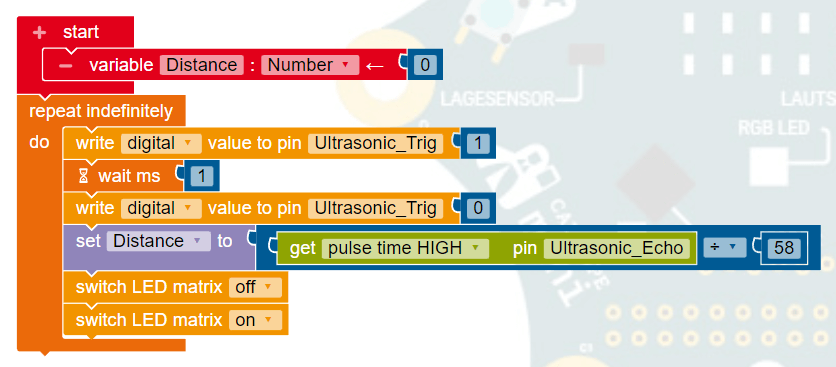 + start
– variable Distance : Number ← 0
repeat indefinitely
do write digital value to pin Ultrasonic_Trig 1
wait ms 1
write digital value to pin Ultrasonic_Trig 0
set Distance to get pulse time HIGH pin Ultrasonic_Echo ÷ 58
switch LED matrix off
switch LED matrix on
LAGESENSOR
LAUTS
RGB LED